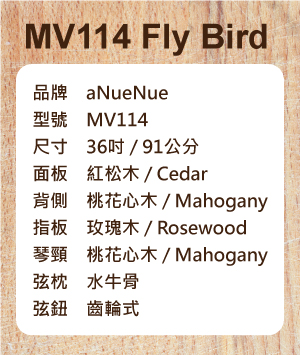 MV114 Fly Bird
品牌 aNueNue
型號 MV114
尺寸 36吋 / 91公分
面板 紅松木 / Cedar
背側 桃花心木 / Mahogany
指板 玫瑰木 / Rosewood
琴頸 桃花心木 / Mahogany
弦枕 水牛骨
弦鈕 齒輪式